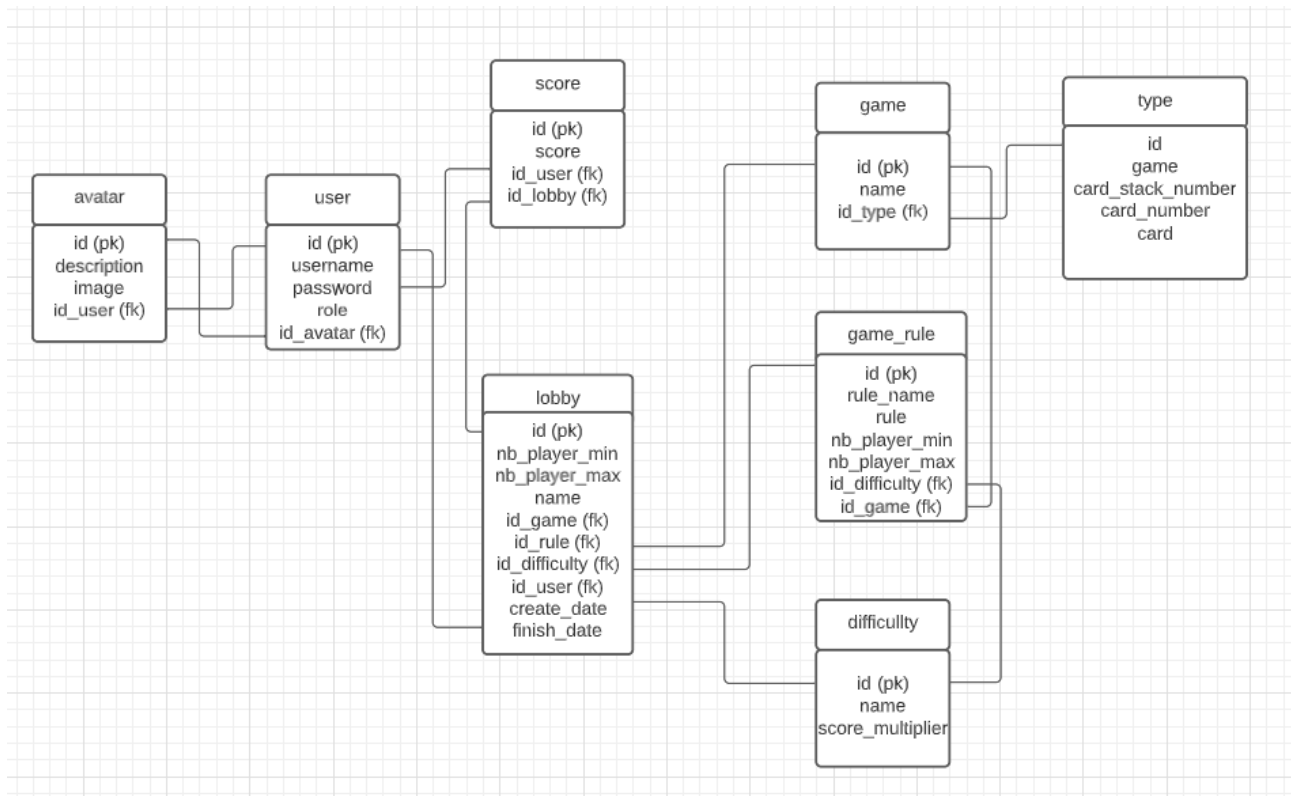 avatar
id (pk)
description
image
id_user (fk)
user
id (pk)
username
password
role
id_avatar (fk)
score
id (pk)
score
id_user (fk)
id_lobby (fk)
lobby
id (pk)
nb_player_min
nb_player_max
name
id_game (fk)
id_rule (fk)
id_difficulty (fk)
id_user (fk)
create_date
finish_date
game
id (pk)
name
id_type (fk)
type
id
game
card_stack_number
card_number
card
game_rule
id (pk)
rule_name
rule
nb_player_min
nb_player_max
id_difficulty (fk)
id_game (fk)
difficullty
id (pk)
name
score_multiplier